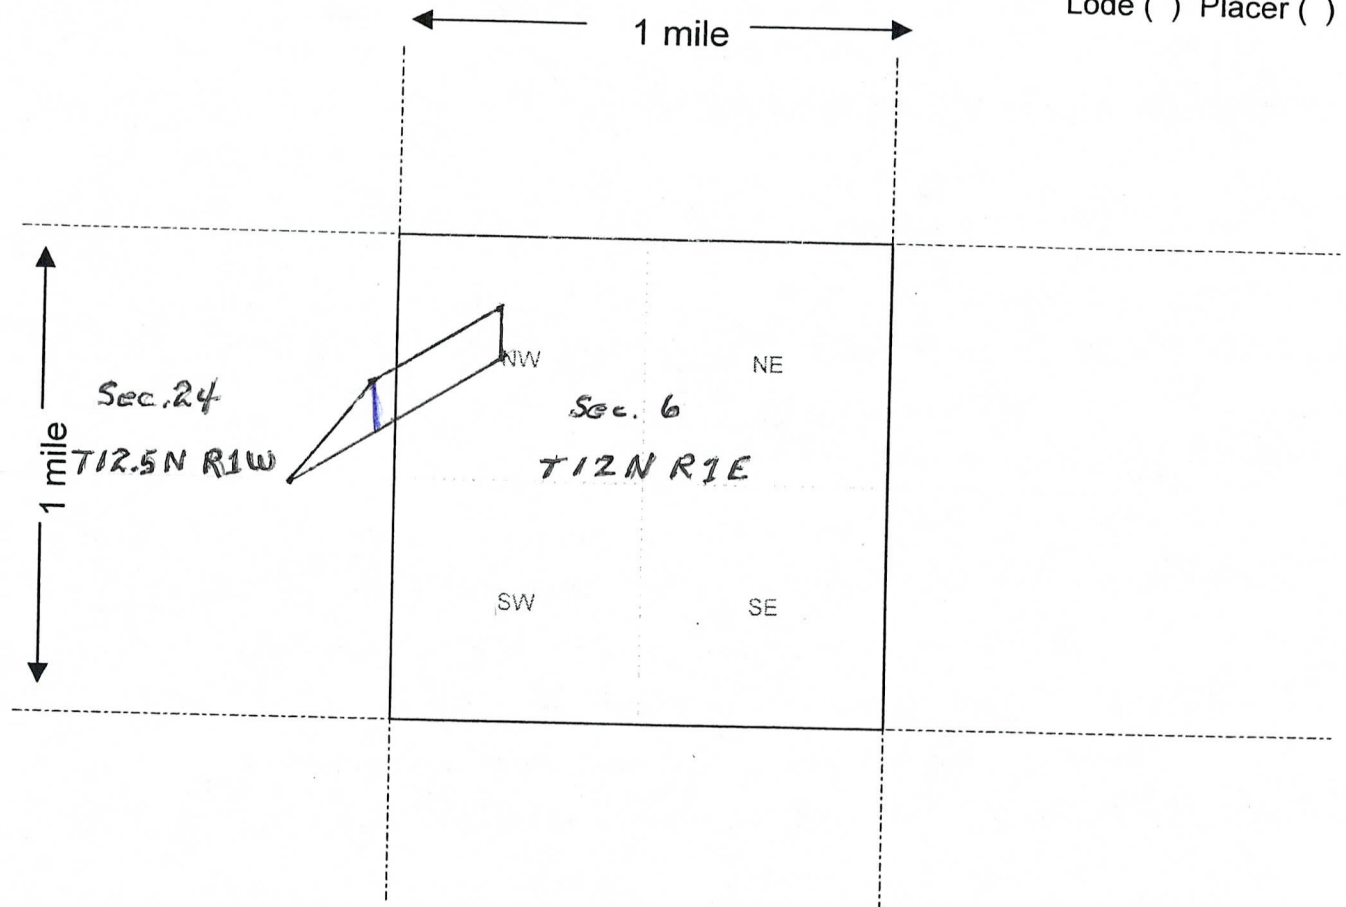 Lode ( ) Placer ( )
1 mile
1 mile
NW
NE
Sec. 24
T12.5N R1W
Sec. 6
T12N R1E
SW
SE